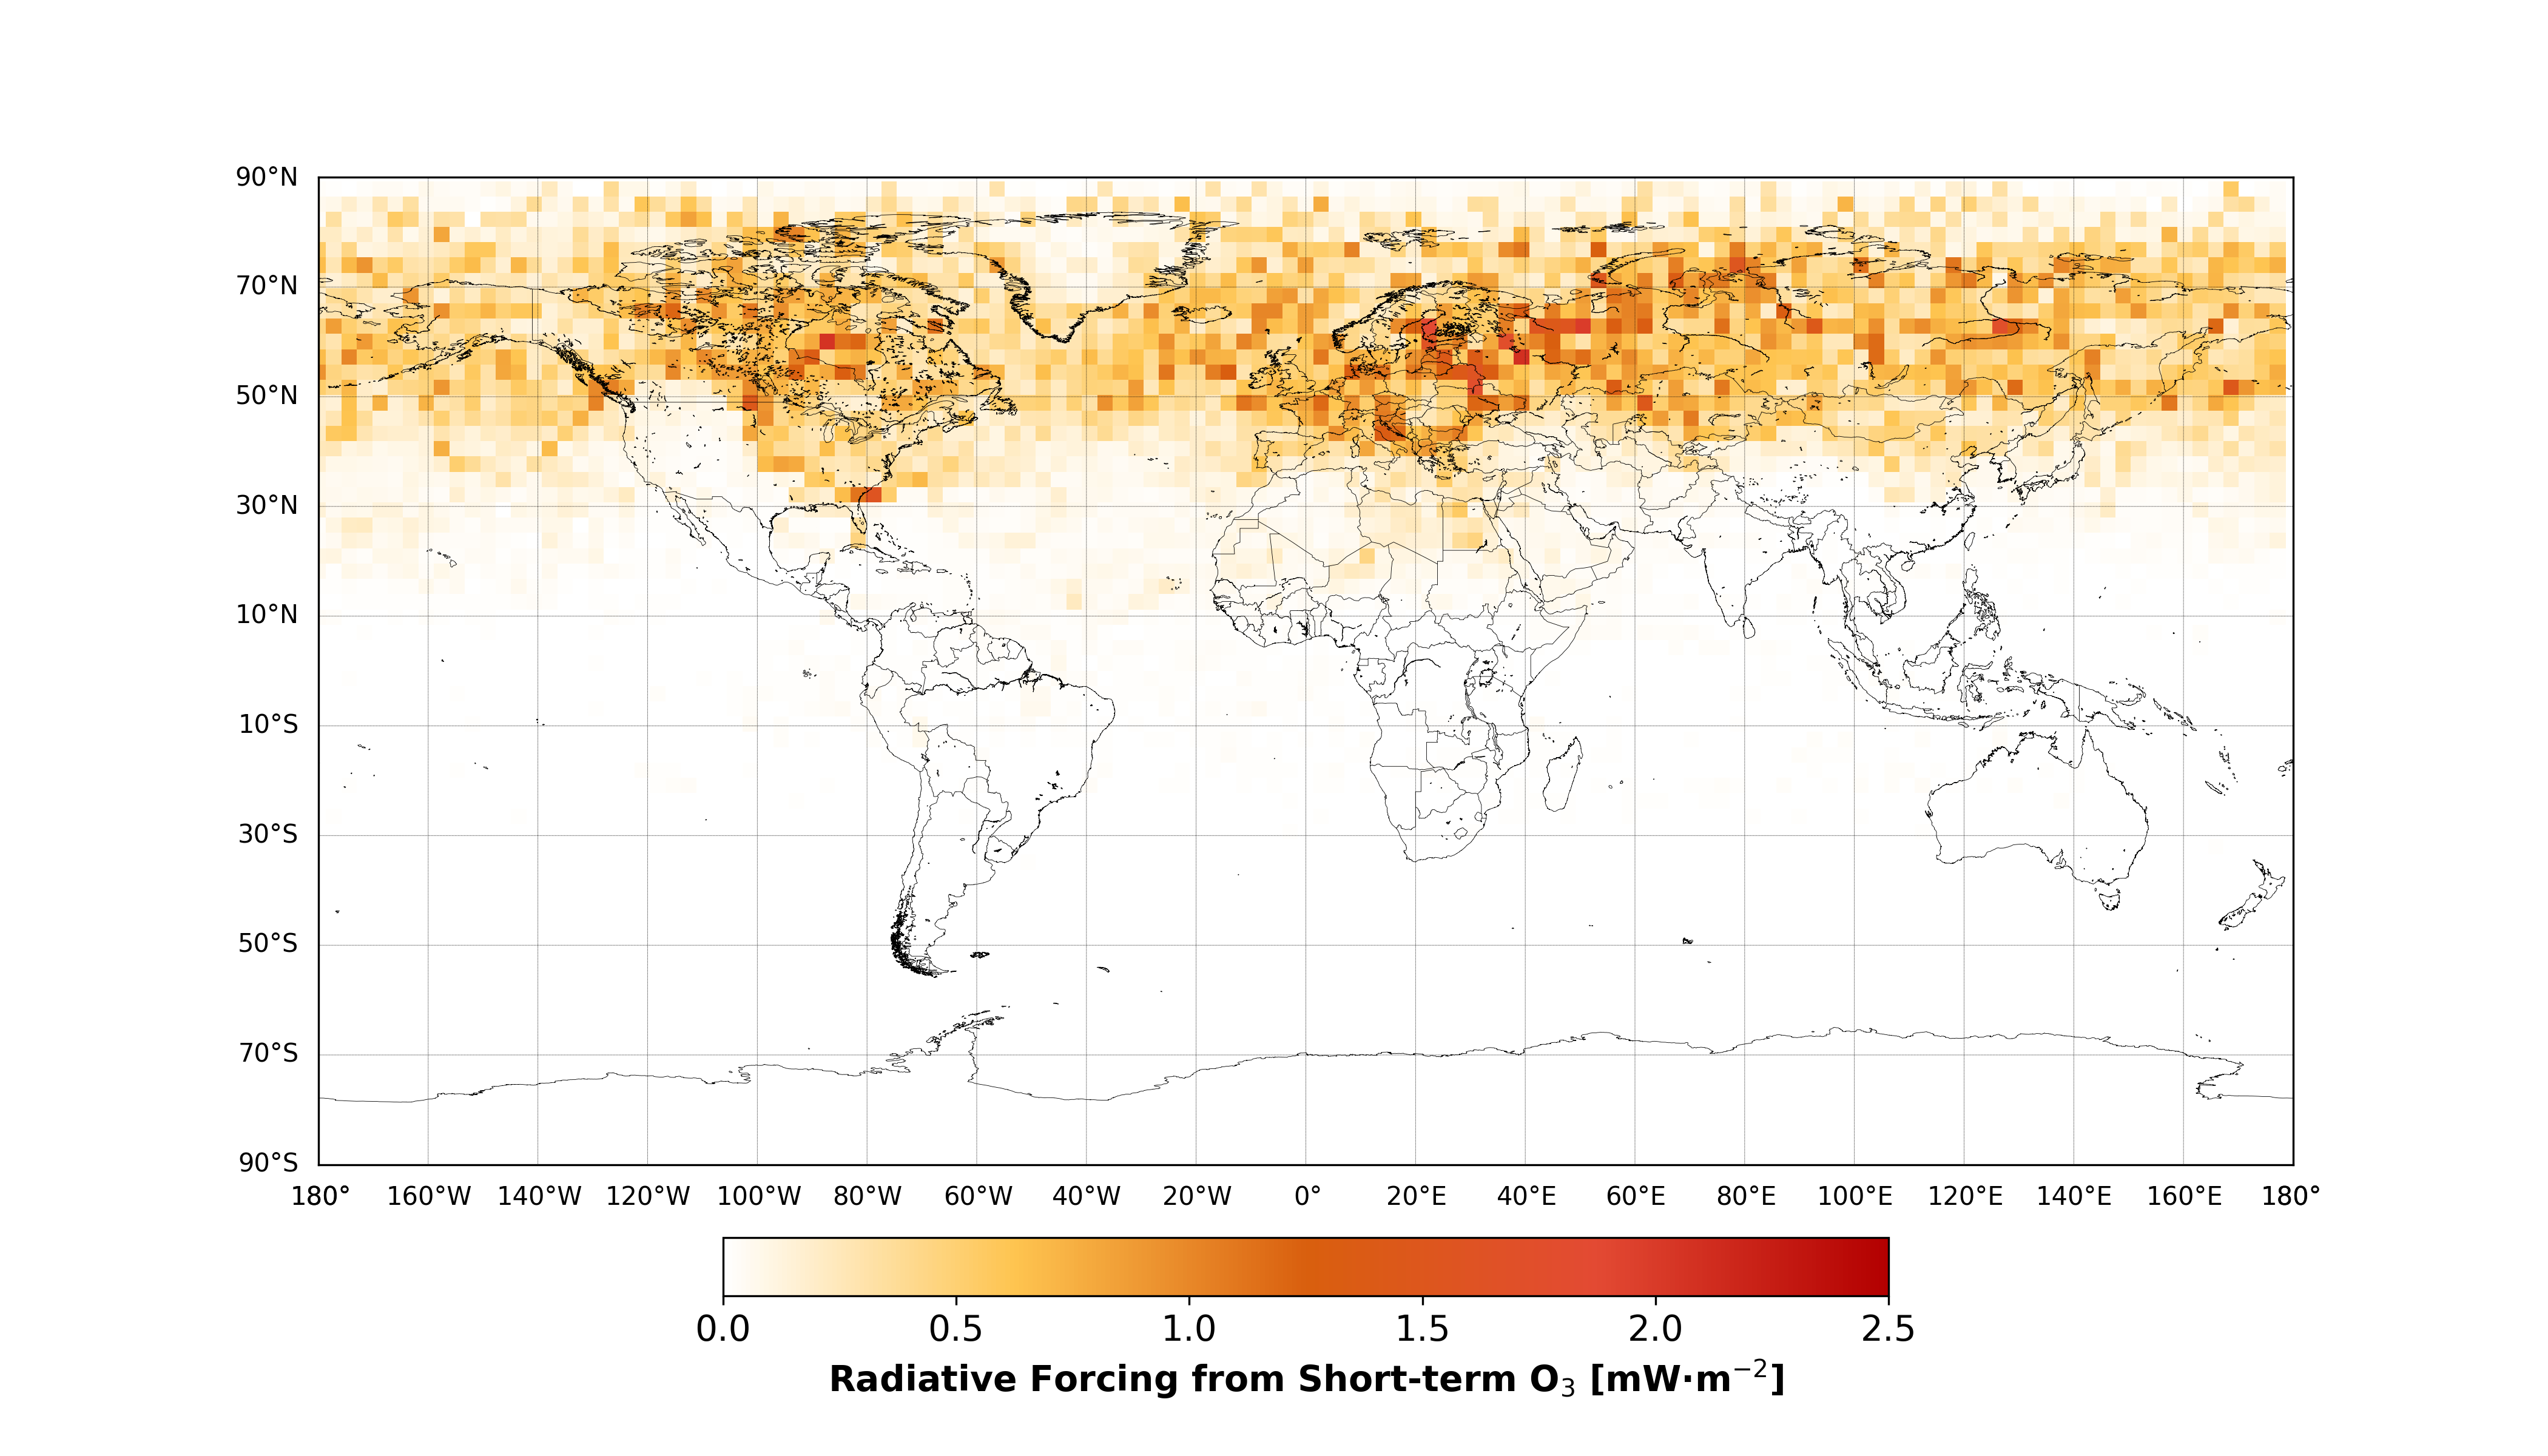 90°N
70°N
50°N
30°N
10°N
10°S
30°S
50°S
70°S
90°S
180° 160°W 140°W 120°W 100°W 80°W 60°W 40°W 20°W 0° 20°E 40°E 60°E 80°E 100°E 120°E 140°E 160°E 180°
0.0 0.5 1.0 1.5 2.0 2.5
Radiative Forcing from Short-term O₃ [mW·m⁻²]